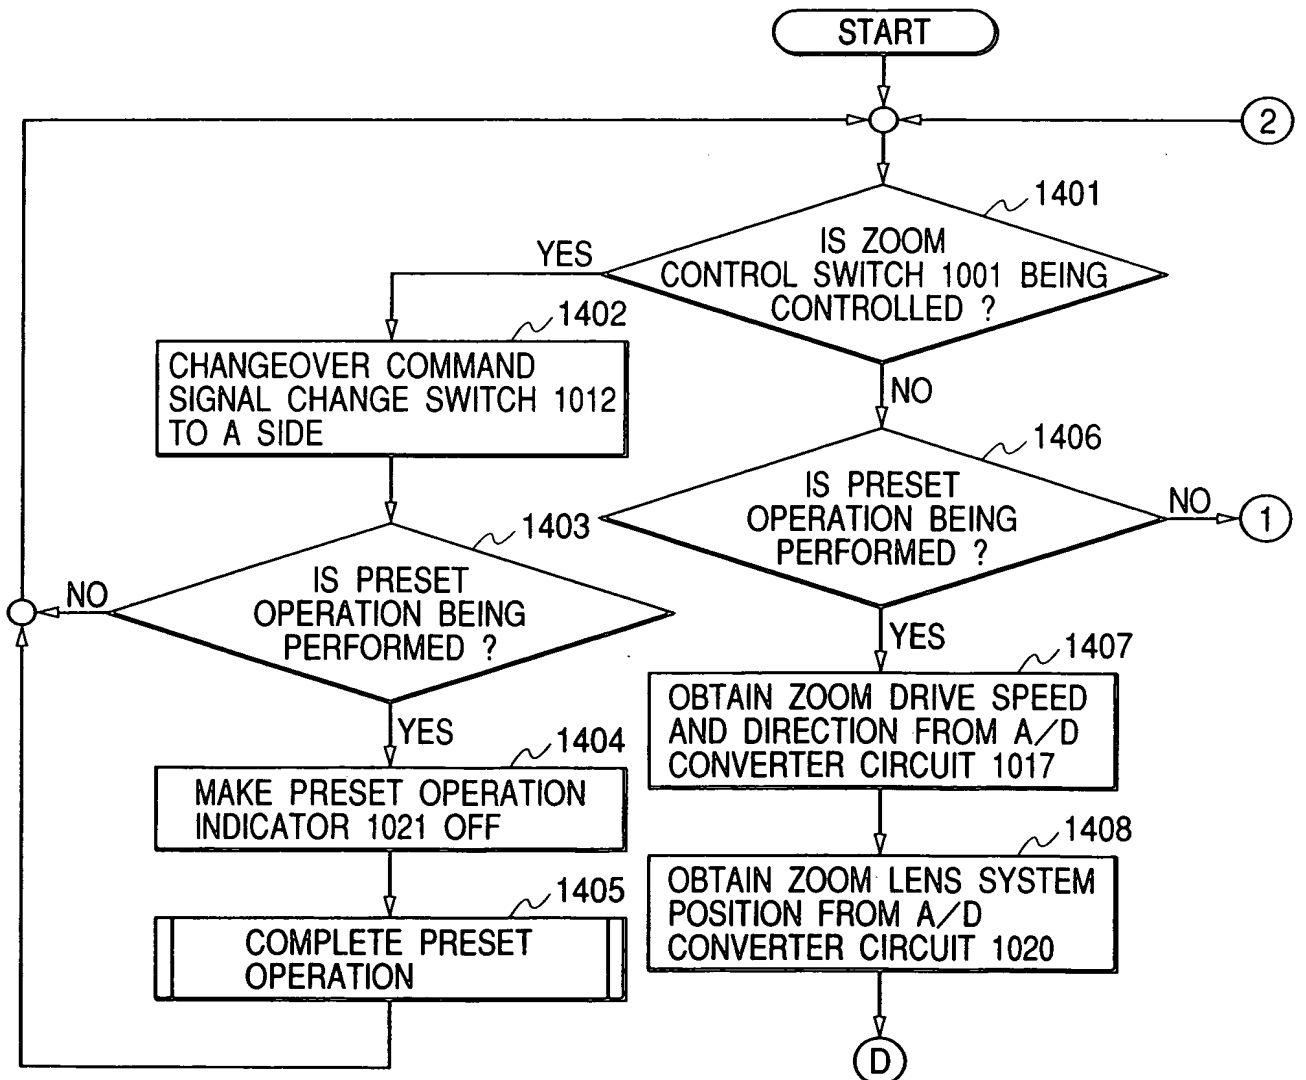 START
2
1401
IS ZOOM
CONTROL SWITCH 1001 BEING
CONTROLLED ?
YES
NO
1402
CHANGEOVER COMMAND
SIGNAL CHANGE SWITCH 1012
TO A SIDE
1403
IS PRESET
OPERATION BEING
PERFORMED ?
NO
YES
1404
MAKE PRESET OPERATION
INDICATOR 1021 OFF
1405
COMPLETE PRESET
OPERATION
1406
IS PRESET
OPERATION BEING
PERFORMED ?
NO
1
YES
1407
OBTAIN ZOOM DRIVE SPEED
AND DIRECTION FROM A/D
CONVERTER CIRCUIT 1017
1408
OBTAIN ZOOM LENS SYSTEM
POSITION FROM A/D
CONVERTER CIRCUIT 1020
D